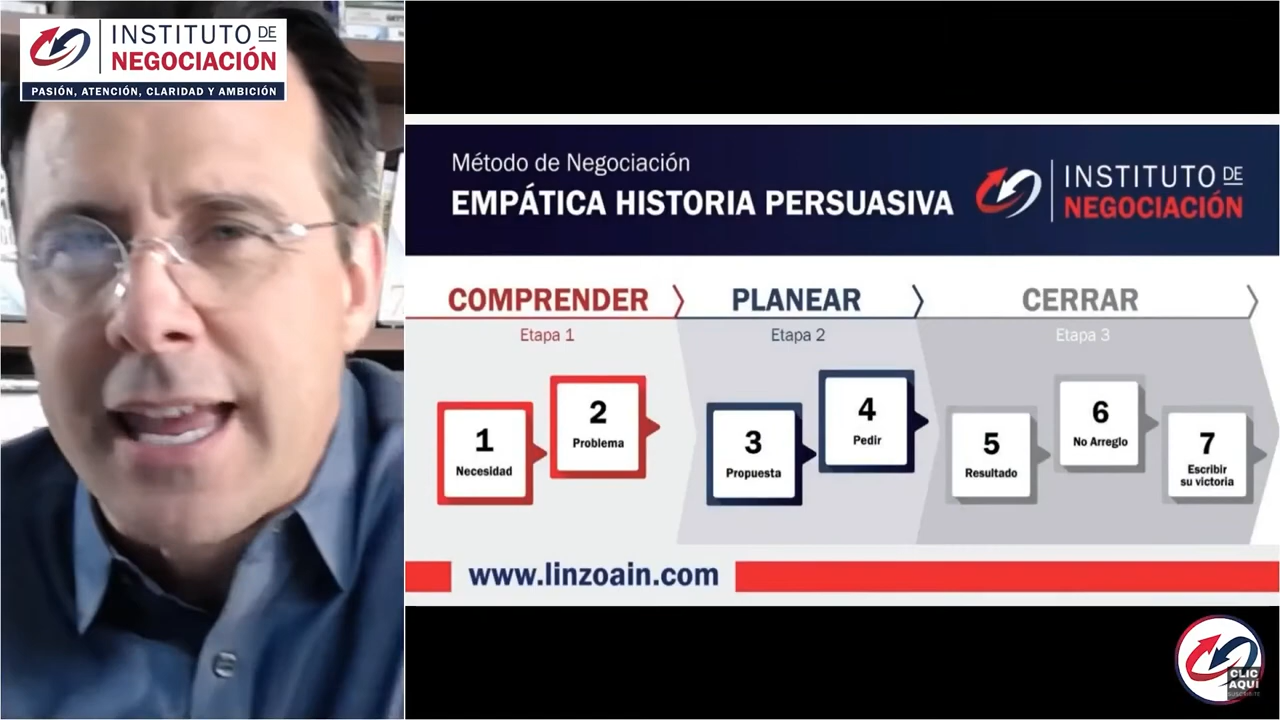 INSTITUTO DE
NEGOCIACIÓN
PASIÓN, ATENCIÓN, CLARIDAD Y AMBICIÓN
Método de Negociación
EMPÁTICA HISTORIA PERSUASIVA
INSTITUTO DE
NEGOCIACIÓN
COMPRENDER
PLANEAR
CERRAR
Etapa 1
Etapa 2
Etapa 3
1
Necesidad
2
Problema
3
Propuesta
4
Pedir
5
Resultado
6
No Arreglo
7
Escribir
su victoria
www.linzoain.com
CLIC
AQUÍ